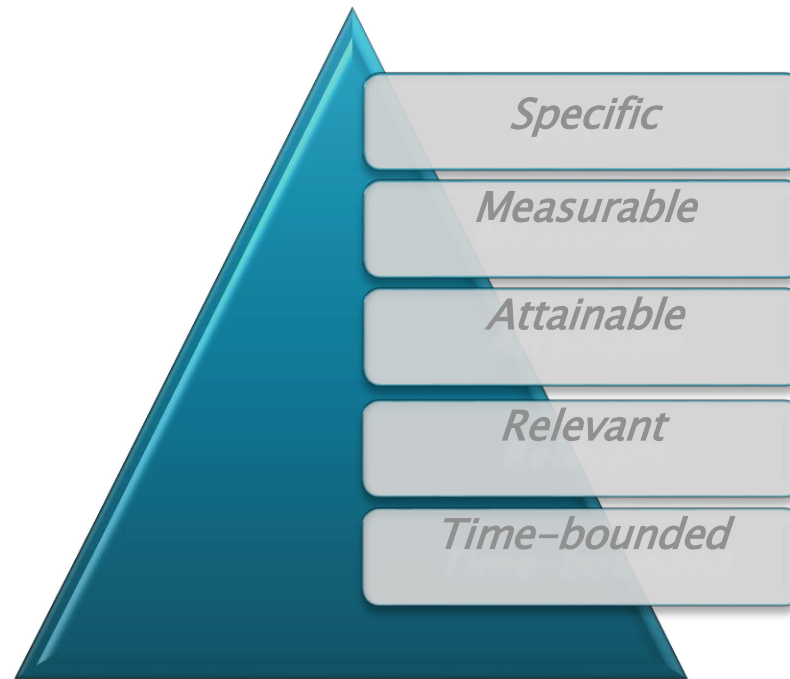 Specific
Measurable
Attainable
Relevant
Time-bounded